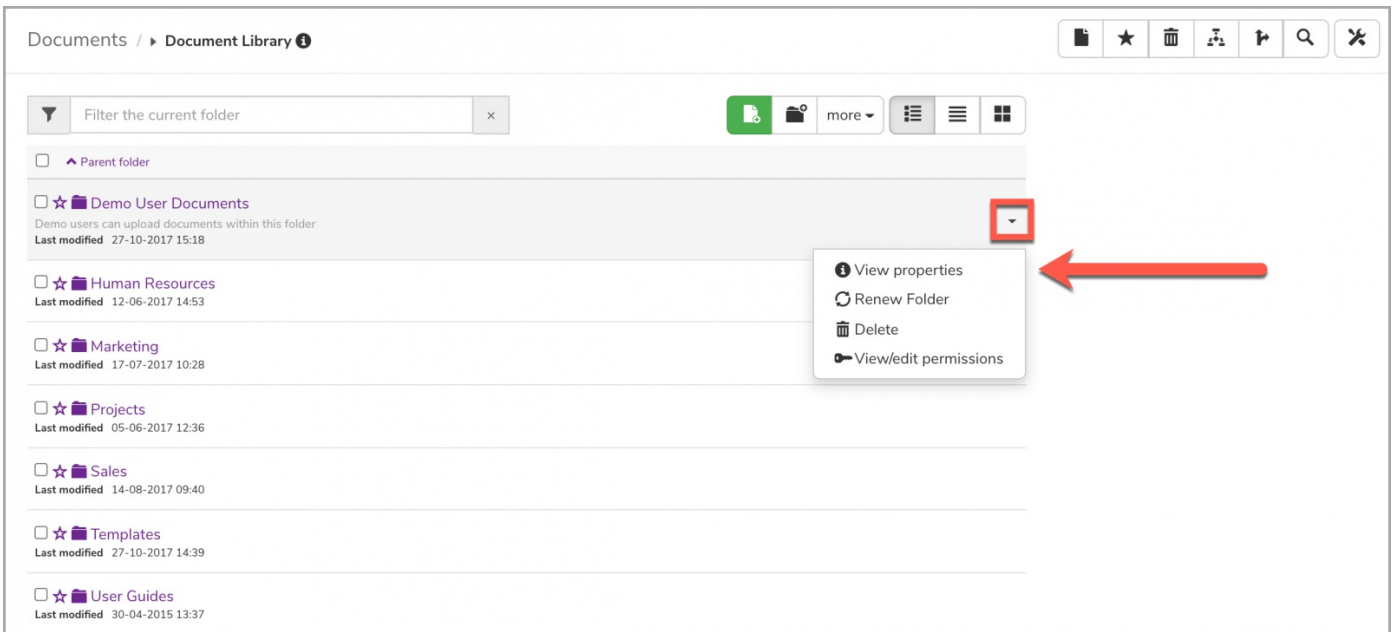 Documents / Document Library
Filter the current folder ×
more
Parent folder
Demo User Documents
Demo users can upload documents within this folder
Last modified 27-10-2017 15:18
View properties
Renew Folder
Delete
View/edit permissions
Human Resources
Last modified 12-06-2017 14:53
Marketing
Last modified 17-07-2017 10:28
Projects
Last modified 05-06-2017 12:36
Sales
Last modified 14-08-2017 09:40
Templates
Last modified 27-10-2017 14:39
User Guides
Last modified 30-04-2015 13:37